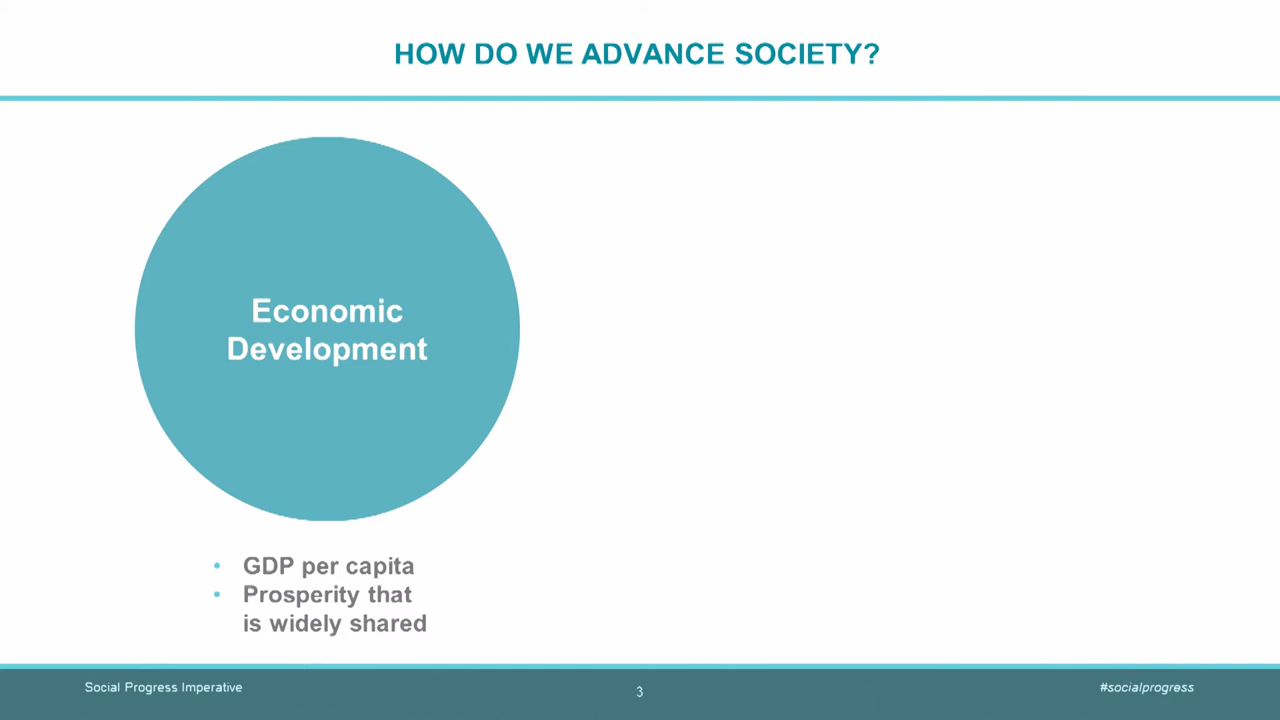 HOW DO WE ADVANCE SOCIETY?
Economic
Development
• GDP per capita
• Prosperity that
is widely shared
Social Progress Imperative
3
#socialprogress